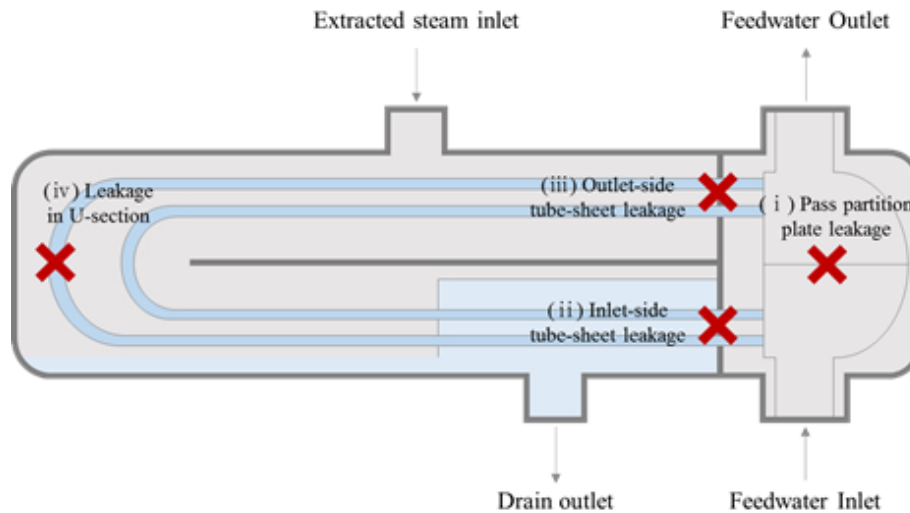 Extracted steam inlet
Feedwater Outlet
(ⅳ) Leakage
in U-section
(ⅲ) Outlet-side
tube-sheet leakage
(ⅰ) Pass partition
plate leakage
(ⅱ) Inlet-side
tube-sheet leakage
Drain outlet
Feedwater Inlet